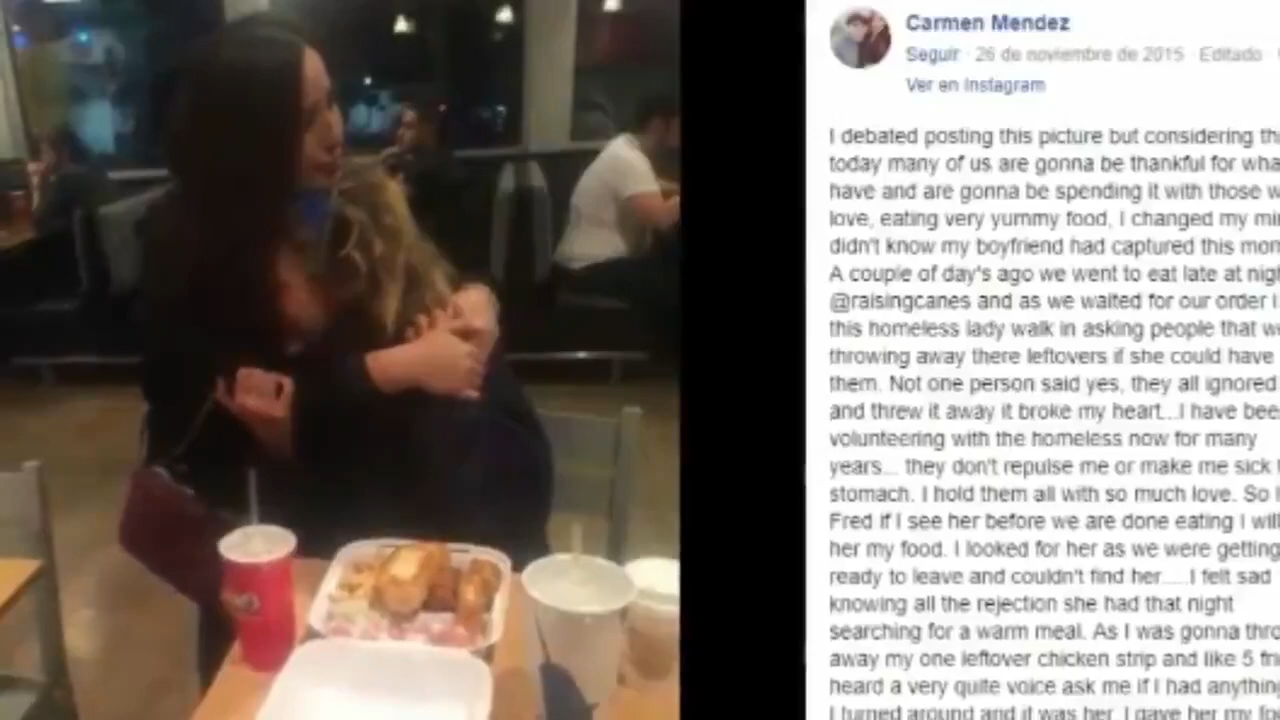 Carmen Mendez
Seguir · 26 de noviembre de 2015 · Editado ·
Ver en Instagram
I debated posting this picture but considering
today many of us are gonna be thankful for
have and are gonna be spending it with those
love, eating very yummy food, I changed my
didn't know my boyfriend had captured this
A couple of day's ago we went to eat late at
@raisingcanes and as we waited for our order I
this homeless lady walk in asking people that
throwing away there leftovers if she could have
them. Not one person said yes, they all ignored
and threw it away it broke my heart...I have
volunteering with the homeless now for many
years... they don't repulse me or make me sick
stomach. I hold them all with so much love. So
Fred if I see her before we are done eating I
her my food. I looked for her as we were getting
ready to leave and couldn't find her.....I felt sad
knowing all the rejection she had that night
searching for a warm meal. As I was gonna
away my one leftover chicken strip and like 5
heard a very quite voice ask me if I had
I turned around and it was her. I gave her my